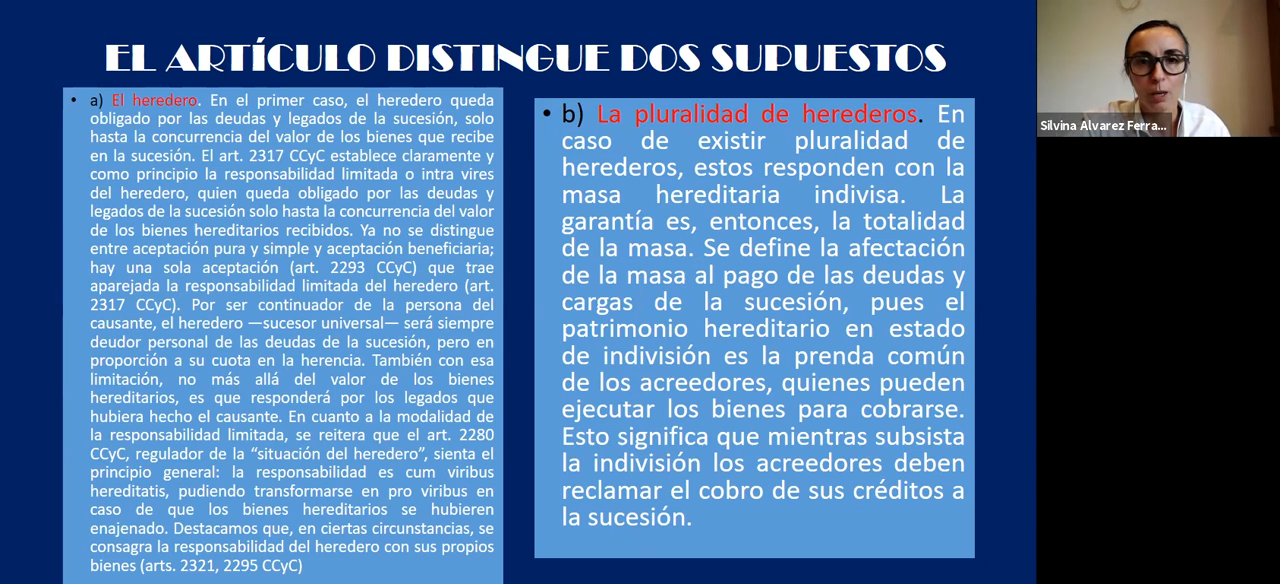 EL ARTÍCULO DISTINGUE DOS SUPUESTOS
• a) El heredero. En el primer caso, el heredero queda
obligado por las deudas y legados de la sucesión, solo
hasta la concurrencia del valor de los bienes que recibe
en la sucesión. El art. 2317 CCyC establece claramente y
como principio la responsabilidad limitada o intra vires
del heredero, quien queda obligado por las deudas y
legados de la sucesión solo hasta la concurrencia del valor
de los bienes hereditarios recibidos. Ya no se distingue
entre aceptación pura y simple y aceptación beneficiaria;
hay una sola aceptación (art. 2293 CCyC) que trae
aparejada la responsabilidad limitada del heredero (art.
2317 CCyC). Por ser continuador de la persona del
causante, el heredero —sucesor universal— será siempre
deudor personal de las deudas de la sucesión, pero en
proporción a su cuota en la herencia. También con esa
limitación, no más allá del valor de los bienes
hereditarios, es que responderá por los legados que
hubiera hecho el causante. En cuanto a la modalidad de
la responsabilidad limitada, se reitera que el art. 2280
CCyC, regulador de la “situación del heredero”, sienta el
principio general: la responsabilidad es cum viribus
hereditatis, pudiendo transformarse en pro viribus en
caso de que los bienes hereditarios se hubieren
enajenado. Destacamos que, en ciertas circunstancias, se
consagra la responsabilidad del heredero con sus propios
bienes (arts. 2321, 2295 CCyC)
• b) La pluralidad de herederos. En
caso de existir pluralidad de
herederos, estos responden con la
masa hereditaria indivisa. La
garantía es, entonces, la totalidad
de la masa. Se define la afectación
de la masa al pago de las deudas y
cargas de la sucesión, pues el
patrimonio hereditario en estado
de indivisión es la prenda común
de los acreedores, quienes pueden
ejecutar los bienes para cobrarse.
Esto significa que mientras subsista
la indivisión los acreedores deben
reclamar el cobro de sus créditos a
la sucesión.
Silvina Alvarez Ferra...